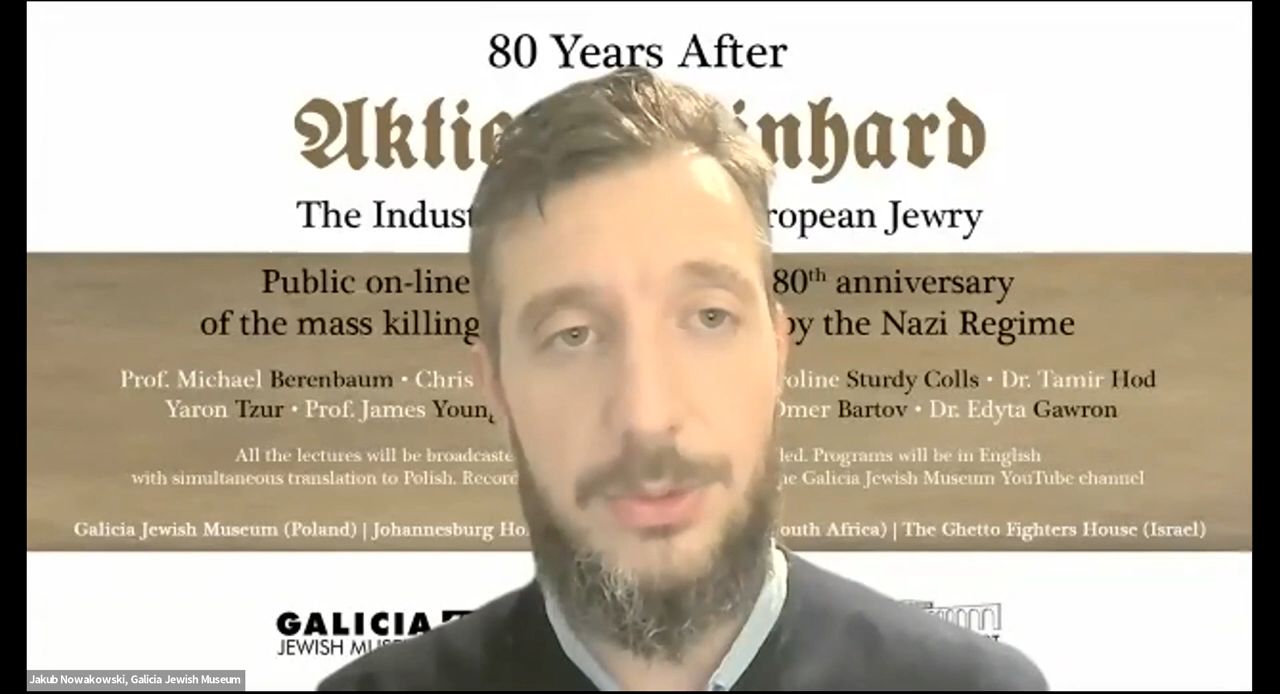 80 Years After
Aktio inhard
The Indust ropean Jewry
Public on-line 80th anniversary
of the mass killing by the Nazi Regime
Prof. Michael Berenbaum • Chris roline Sturdy Colls • Dr. Tamir Hod
Yaron Tzur • Prof. James Young Omer Bartov • Dr. Edyta Gawron
All the lectures will be broadcaste led. Programs will be in English
with simultaneous translation to Polish. Record he Galicia Jewish Museum YouTube channel
Galicia Jewish Museum (Poland) | Johannesburg Ho outh Africa) | The Ghetto Fighters House (Israel)
GALICIA
JEWISH MUSE
Jakub Nowakowski, Galicia Jewish Museum